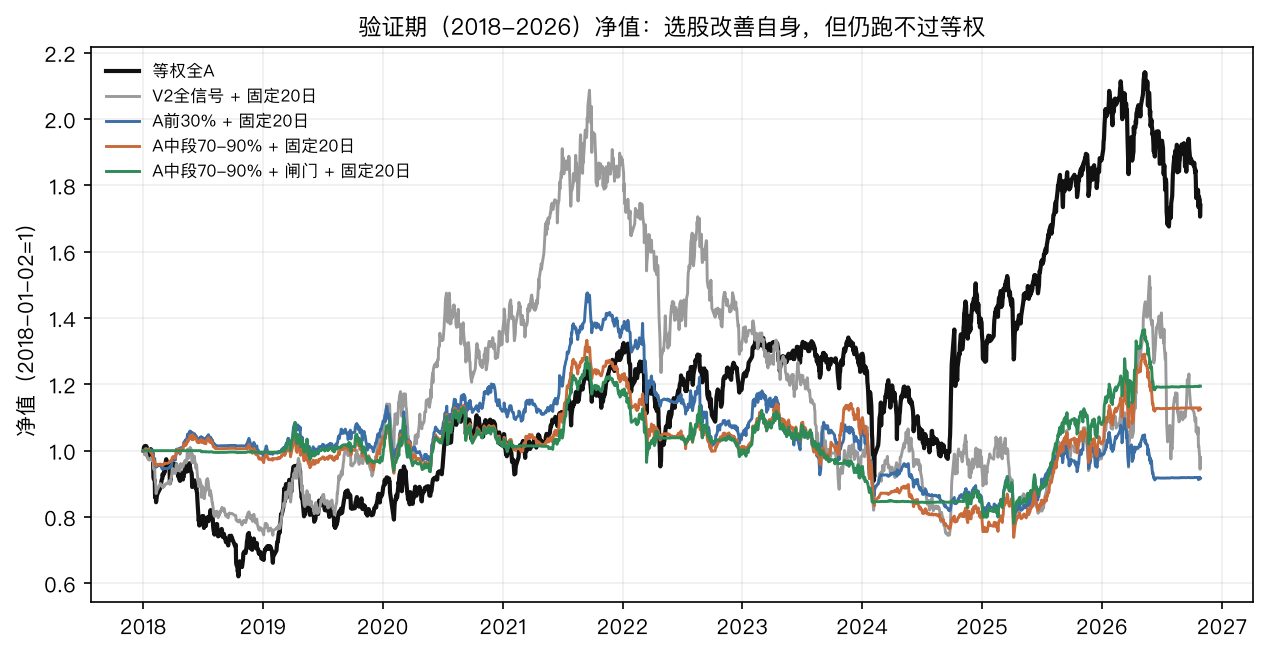 验证期（2018–2026）净值：选股改善自身，但仍跑不过等权
净值（2018-01-02=1）
2.2
2.0
1.8
1.6
1.4
1.2
1.0
0.8
0.6
等权全A
V2全信号 + 固定20日
A前30% + 固定20日
A中段70–90% + 固定20日
A中段70–90% + 闸门 + 固定20日
2018
2019
2020
2021
2022
2023
2024
2025
2026
2027